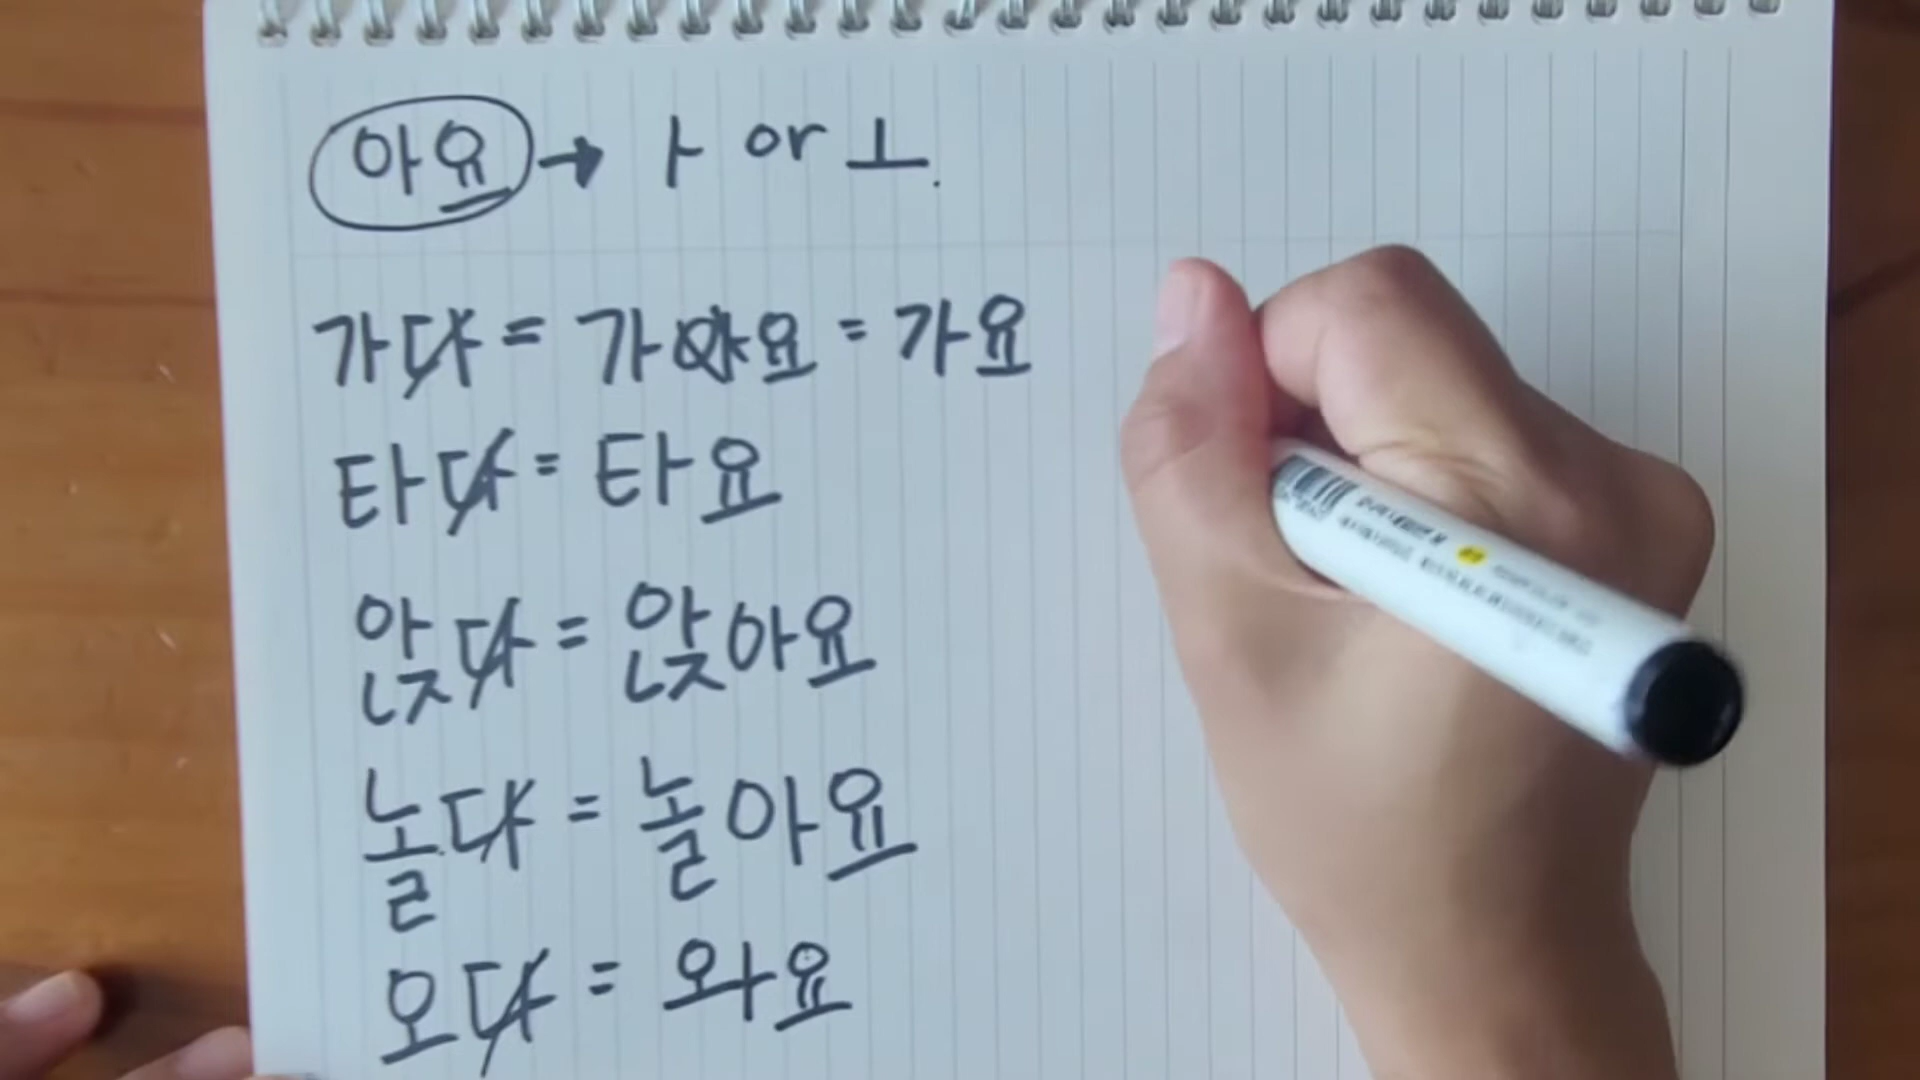 아요 → ㅏ or ㅗ.
가다 = 가아요 = 가요
타다 = 타요
앉다 = 앉아요
놀다 = 놀아요
오다 = 와요